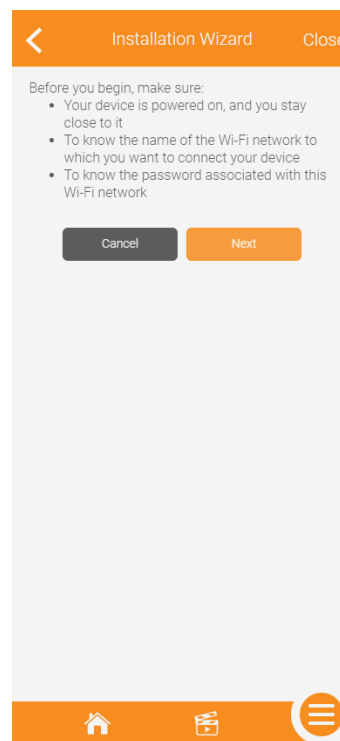 Installation Wizard
Close
Before you begin, make sure:
• Your device is powered on, and you stay
close to it
• To know the name of the Wi-Fi network to
which you want to connect your device
• To know the password associated with this
Wi-Fi network
Cancel
Next